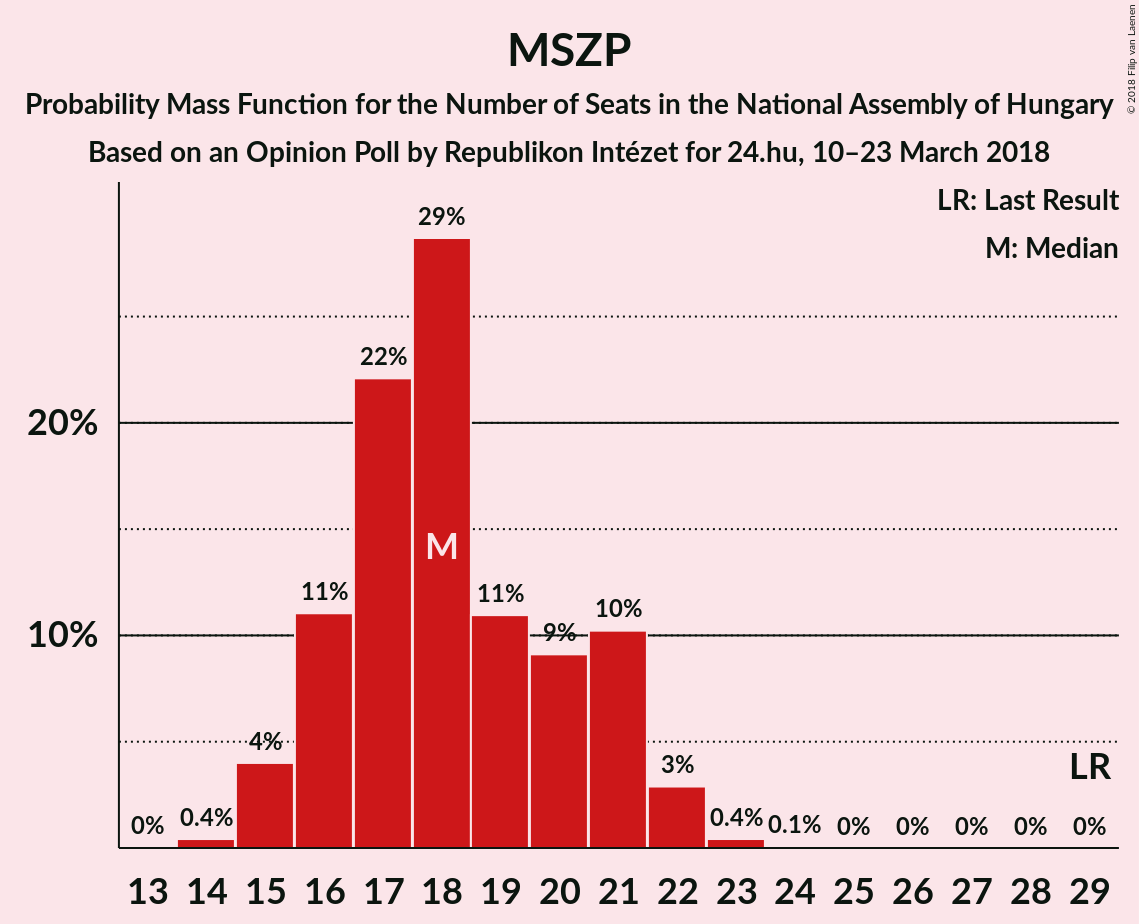 MSZP
Probability Mass Function for the Number of Seats in the National Assembly of Hungary
Based on an Opinion Poll by Republikon Intézet for 24.hu, 10–23 March 2018
© 2018 Filip van Laenen
LR: Last Result
M: Median
29%
22%
20%
M
11%
11%
10%
9%
10%
4%
3%
LR
0%
0.4%
0.4%
0.1%
0%
0%
0%
0%
0%
13 14 15 16 17 18 19 20 21 22 23 24 25 26 27 28 29